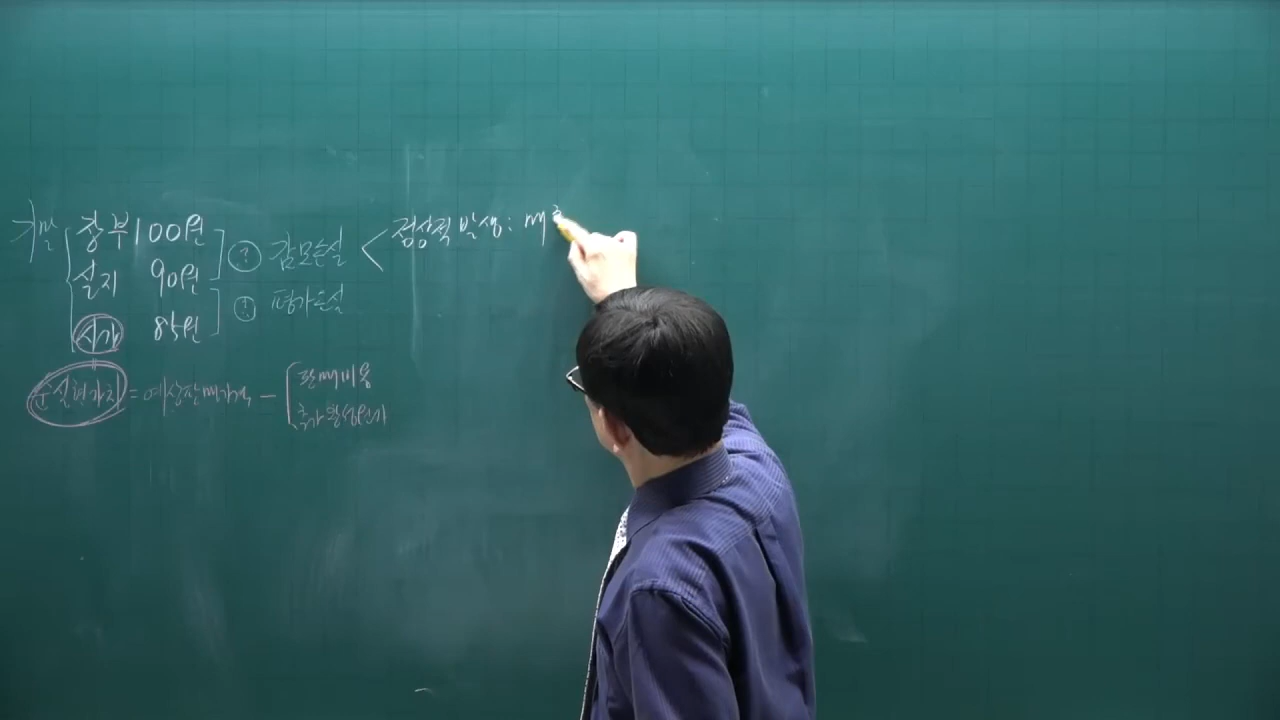 기말 장부 100원 ? 감모손실 < 정상적 발생: 매
실지 90원 평가손실
시가 85원
순실현가치 = 예상판매가격 - 판매비용
추가완성원가